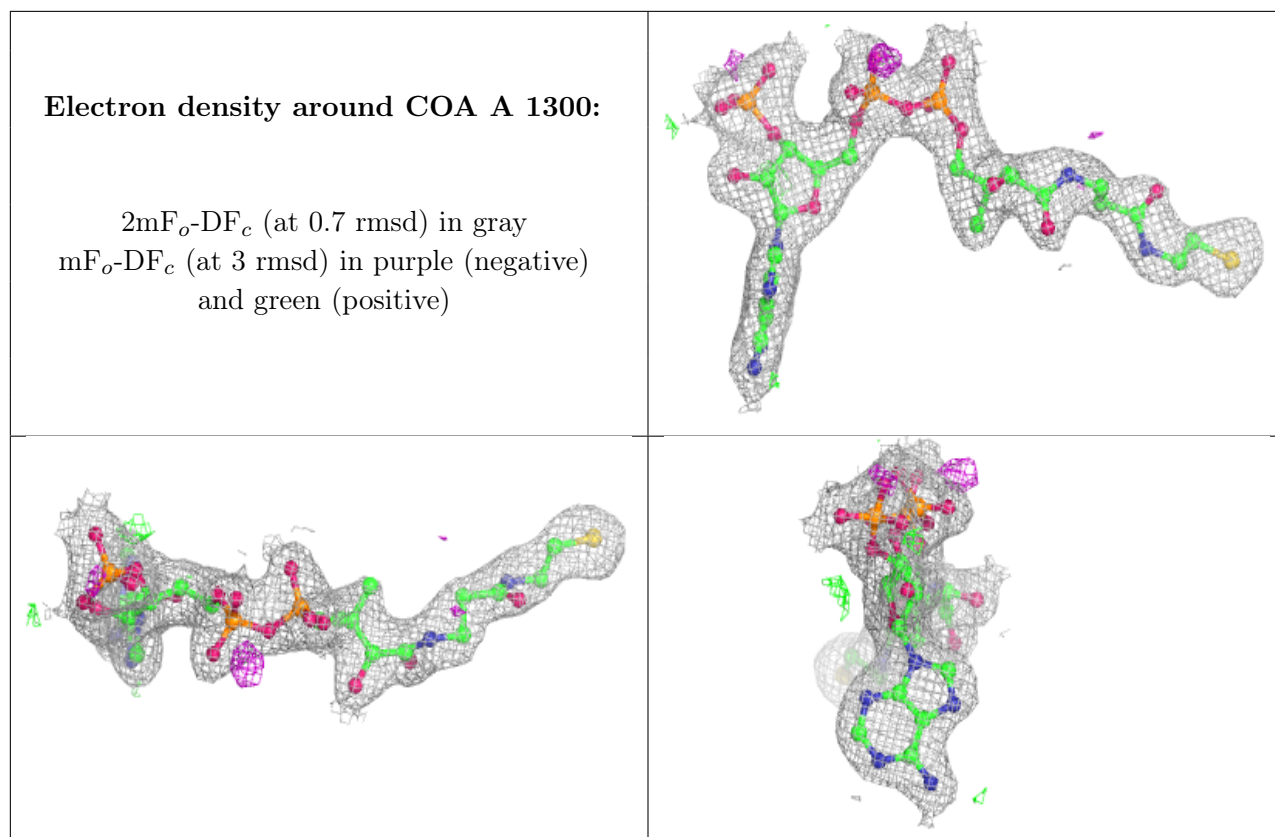 Electron density around COA A 1300:
2mFo-DFc (at 0.7 rmsd) in gray
mFo-DFc (at 3 rmsd) in purple (negative)
and green (positive)